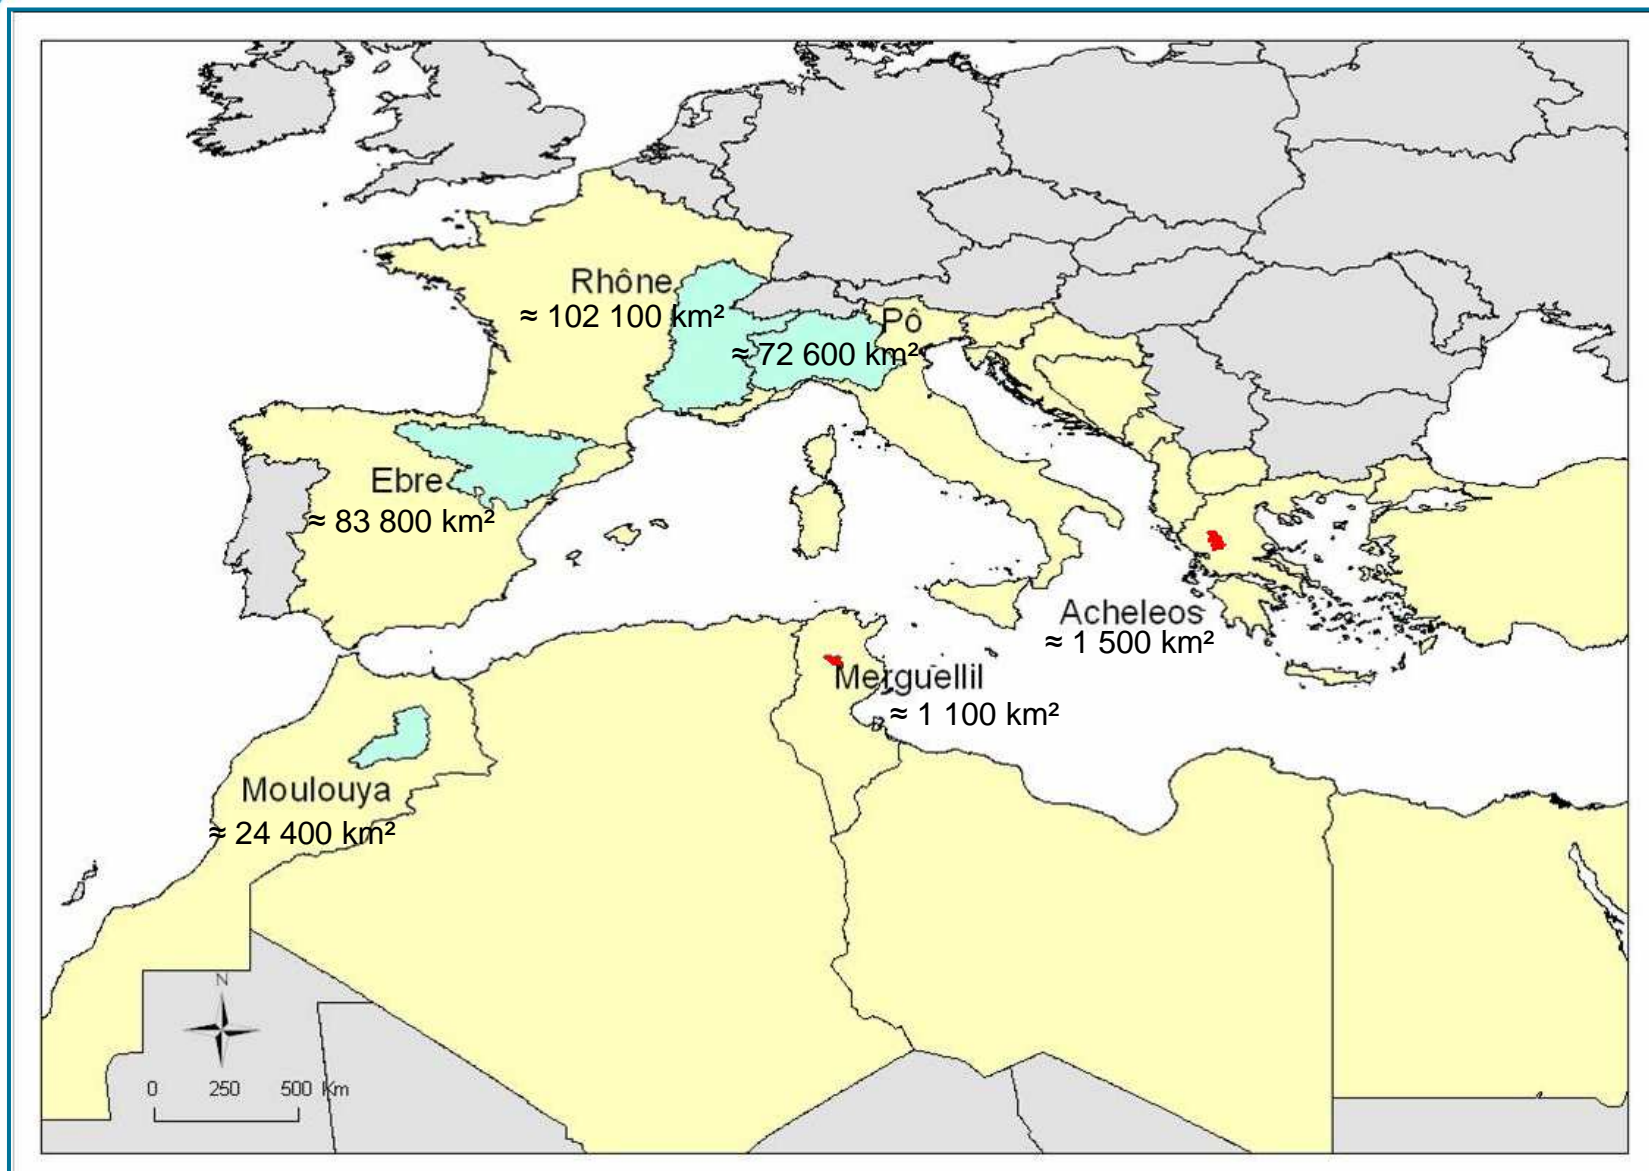 Rhône
≈ 102 100 km²
Pô
≈ 72 600 km²
Ebre
≈ 83 800 km²
Acheleos
≈ 1 500 km²
Merguellil
≈ 1 100 km²
Moulouya
≈ 24 400 km²
N
0 250 500 Km